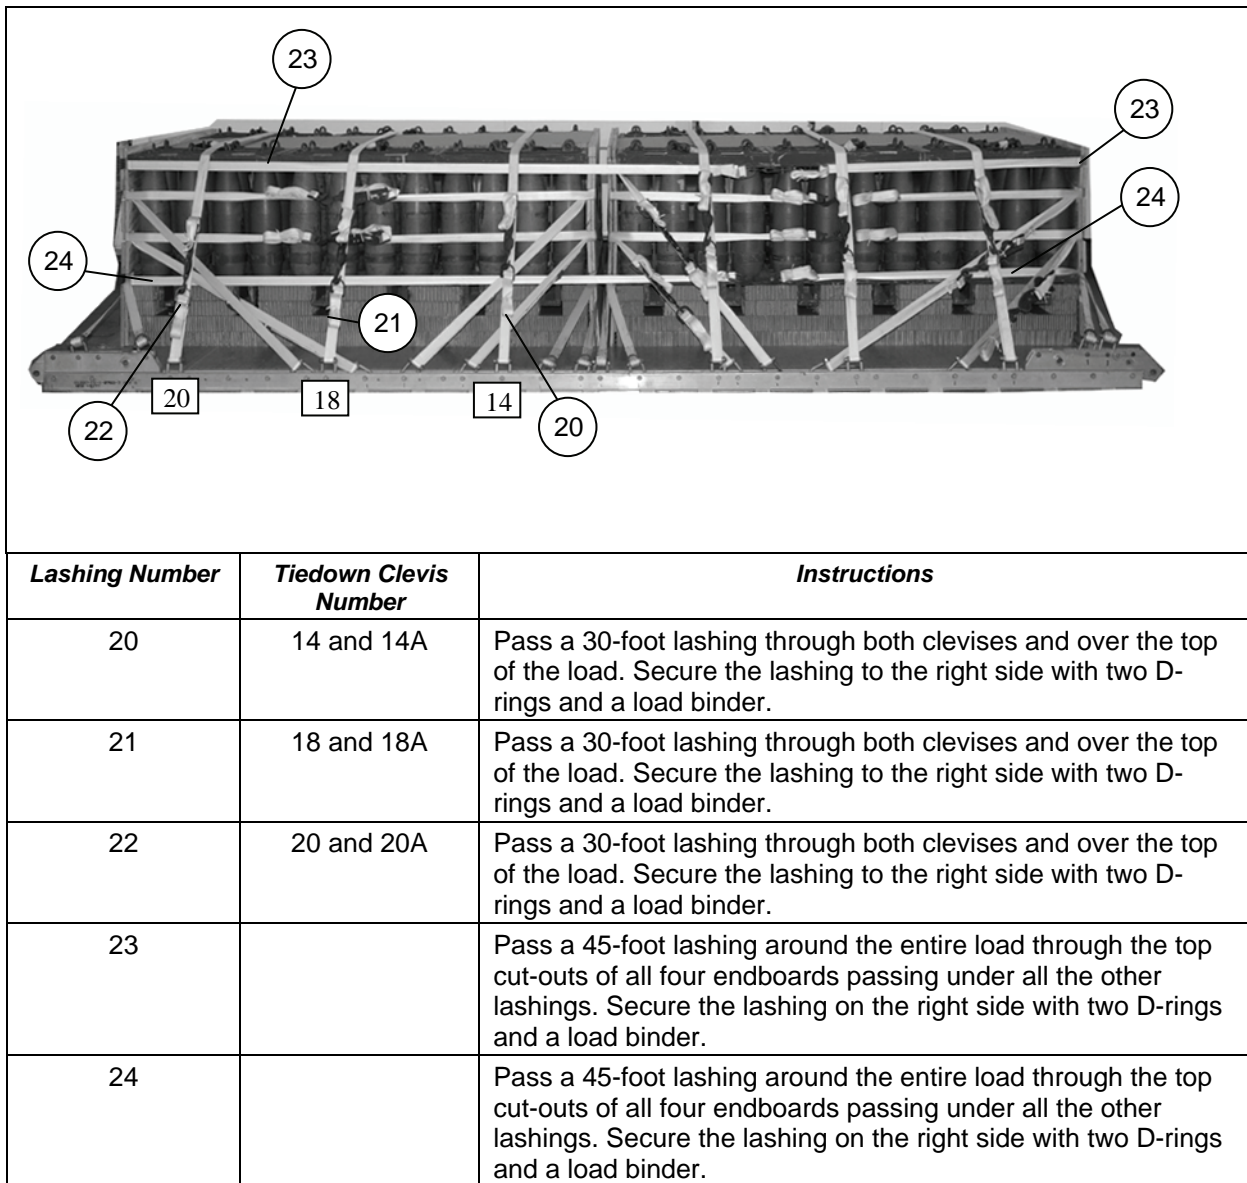 23
23
24
24
21
20
18
14
22
20
Lashing Number
Tiedown Clevis
Number
Instructions
20
14 and 14A
Pass a 30-foot lashing through both clevises and over the top
of the load. Secure the lashing to the right side with two D-
rings and a load binder.
21
18 and 18A
Pass a 30-foot lashing through both clevises and over the top
of the load. Secure the lashing to the right side with two D-
rings and a load binder.
22
20 and 20A
Pass a 30-foot lashing through both clevises and over the top
of the load. Secure the lashing to the right side with two D-
rings and a load binder.
23
Pass a 45-foot lashing around the entire load through the top
cut-outs of all four endboards passing under all the other
lashings. Secure the lashing on the right side with two D-rings
and a load binder.
24
Pass a 45-foot lashing around the entire load through the top
cut-outs of all four endboards passing under all the other
lashings. Secure the lashing on the right side with two D-rings
and a load binder.